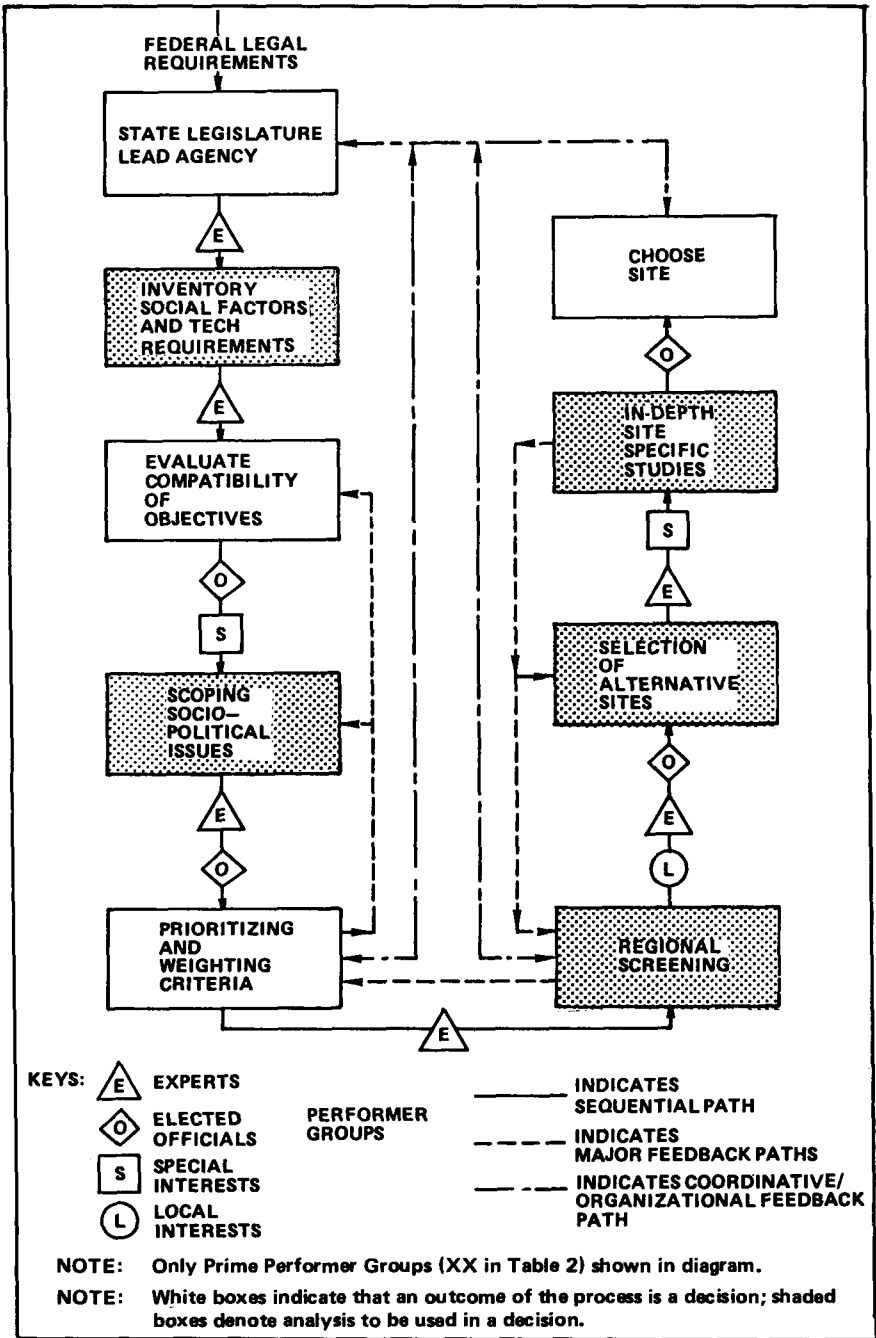 FEDERAL LEGAL
REQUIREMENTS
STATE LEGISLATURE
LEAD AGENCY
E
INVENTORY
SOCIAL FACTORS
AND TECH
REQUIREMENTS
E
EVALUATE
COMPATIBILITY
OF
OBJECTIVES
O
S
SCOPING
SOCIO-
POLITICAL
ISSUES
E
O
PRIORITIZING
AND
WEIGHTING
CRITERIA
E
REGIONAL
SCREENING
L
E
O
SELECTION
OF
ALTERNATIVE
SITES
E
S
IN-DEPTH
SITE
SPECIFIC
STUDIES
O
CHOOSE
SITE
KEYS:
E EXPERTS
O ELECTED
OFFICIALS
S SPECIAL
INTERESTS
L LOCAL
INTERESTS
PERFORMER
GROUPS
INDICATES
SEQUENTIAL PATH
INDICATES
MAJOR FEEDBACK PATHS
INDICATES COORDINATIVE/
ORGANIZATIONAL FEEDBACK
PATH
NOTE: Only Prime Performer Groups (XX in Table 2) shown in diagram.
NOTE: White boxes indicate that an outcome of the process is a decision; shaded
boxes denote analysis to be used in a decision.